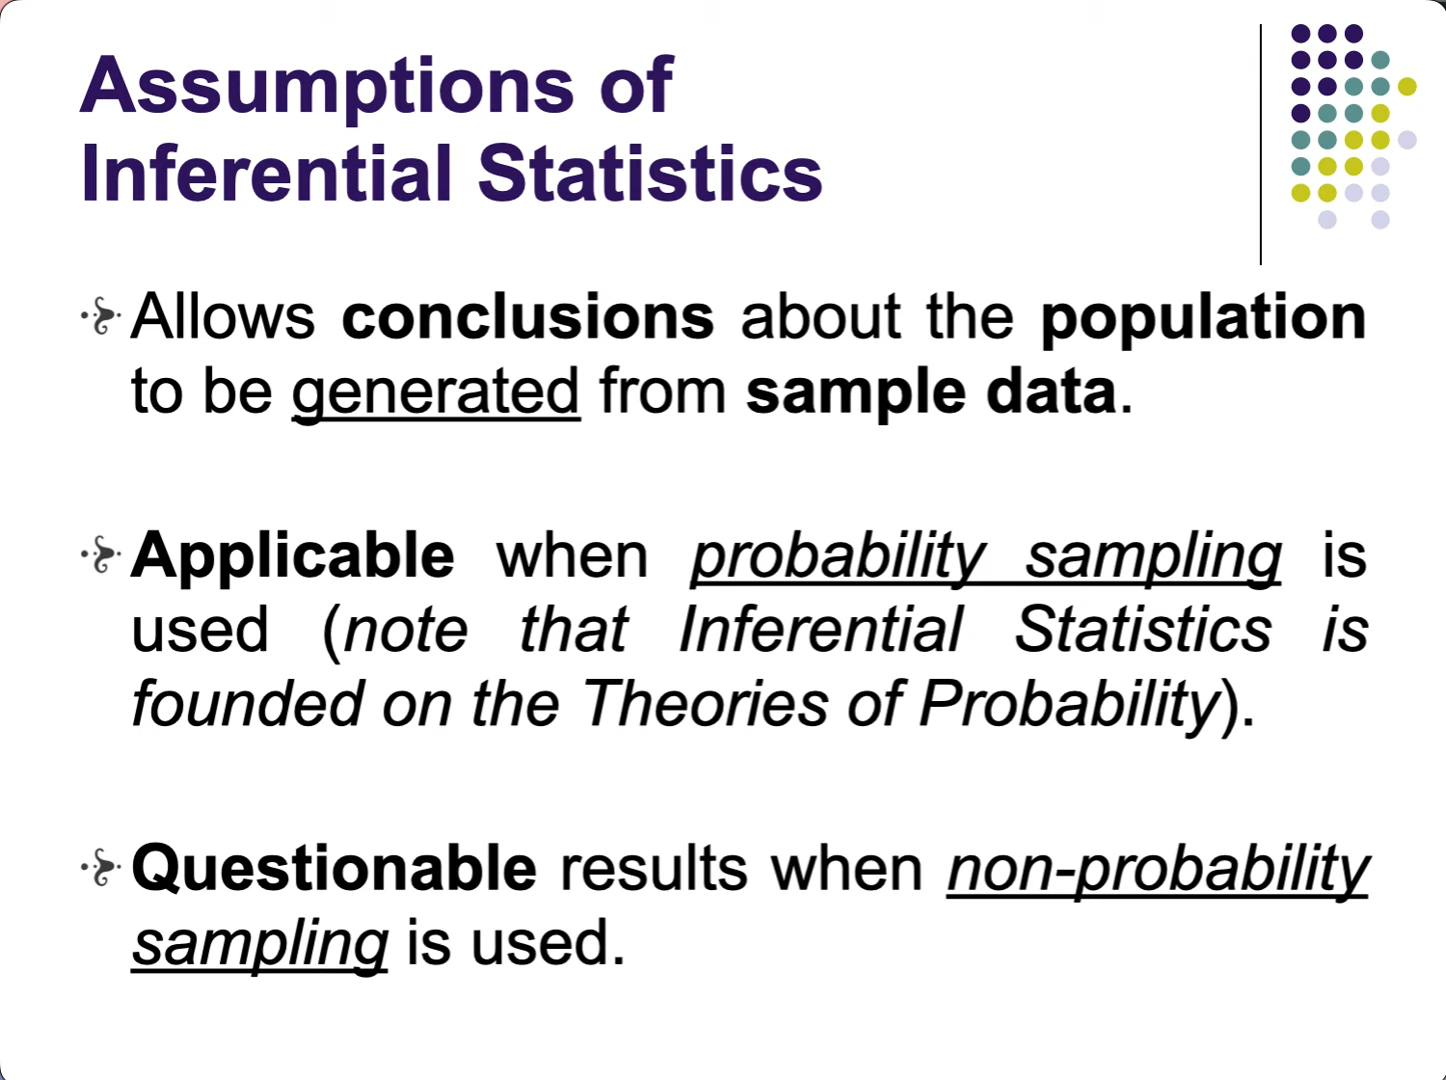 Assumptions of
Inferential Statistics
Allows conclusions about the population
to be generated from sample data.
Applicable when probability sampling is
used (note that Inferential Statistics is
founded on the Theories of Probability).
Questionable results when non-probability
sampling is used.